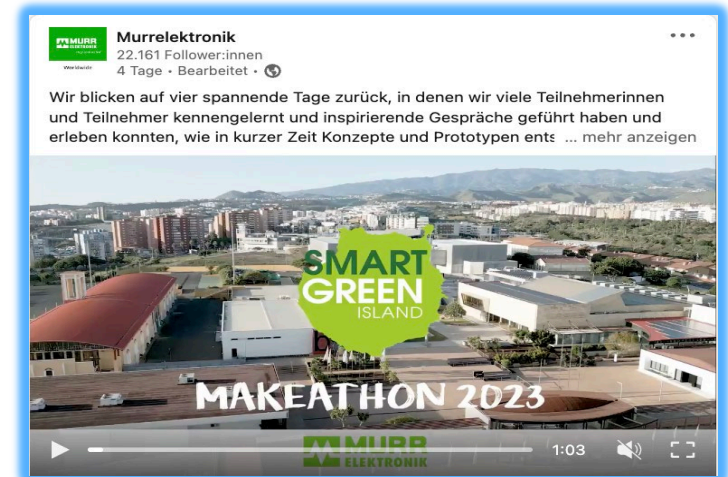 MURR
ELEKTRONIK
Worldwide
Murrelektronik
22.161 Follower:innen
4 Tage • Bearbeitet •
Wir blicken auf vier spannende Tage zurück, in denen wir viele Teilnehmerinnen
und Teilnehmer kennengelernt und inspirierende Gespräche geführt haben und
erleben konnten, wie in kurzer Zeit Konzepte und Prototypen ents ... mehr anzeigen
SMART
GREEN
ISLAND
MAKEATHON 2023
1:03
MURR
ELEKTRONIK